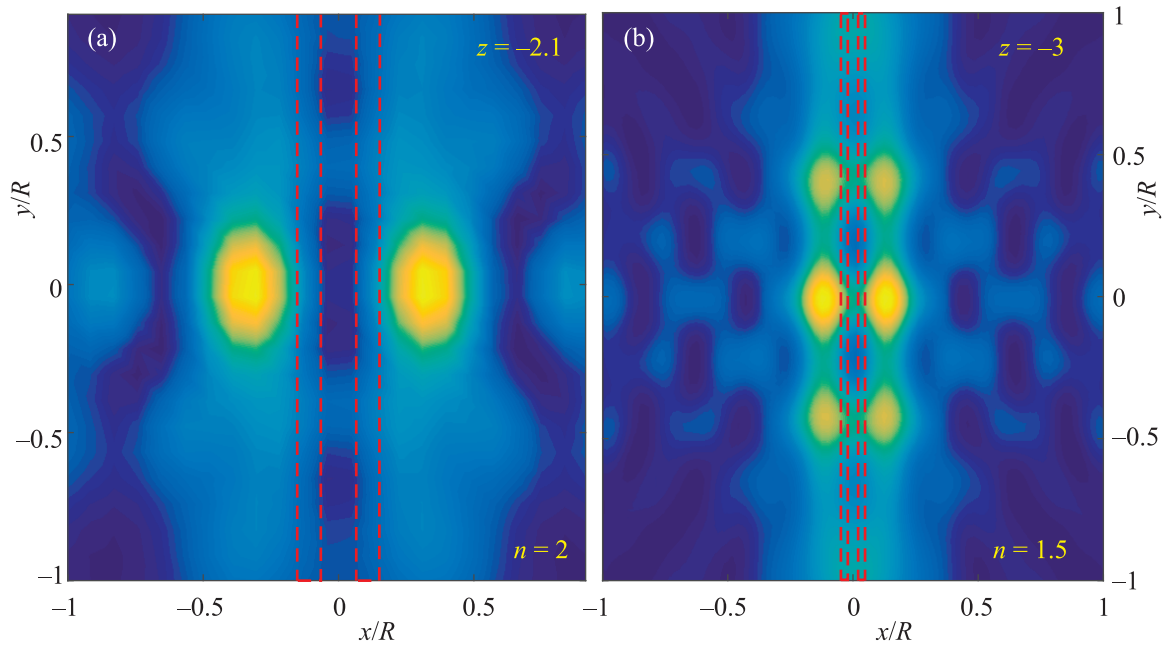 (a)
z = –2.1
0.5
0
–0.5
–1
y/R
n = 2
–1
–0.5
0
0.5
x/R
(b)
z = –3
1
0.5
0
–0.5
–1
y/R
n = 1.5
–1
–0.5
0
0.5
1
x/R